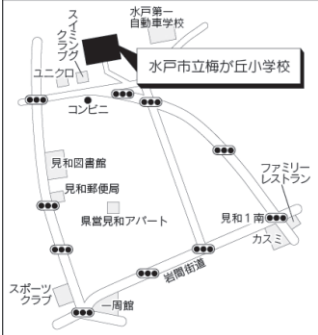 水戸第一
自動車学校
スイミング
クラブ
ユニクロ
水戸市立梅が丘小学校
コンビニ
見和図書館
見和郵便局
県営見和アパート
ファミリー
レストラン
見和1南
カスミ
岩間街道
スポーツ
クラブ
一周館